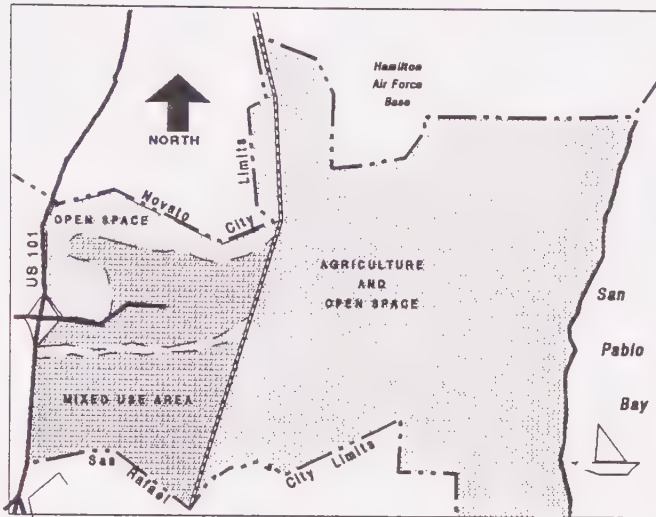 Hamilton
Air Force
Base
NORTH
Limits
Novato
City
OPEN SPACE
US 101
AGRICULTURE
AND
OPEN SPACE
San
Pablo
Bay
MIXED USE AREA
San
Rafael
City Limits